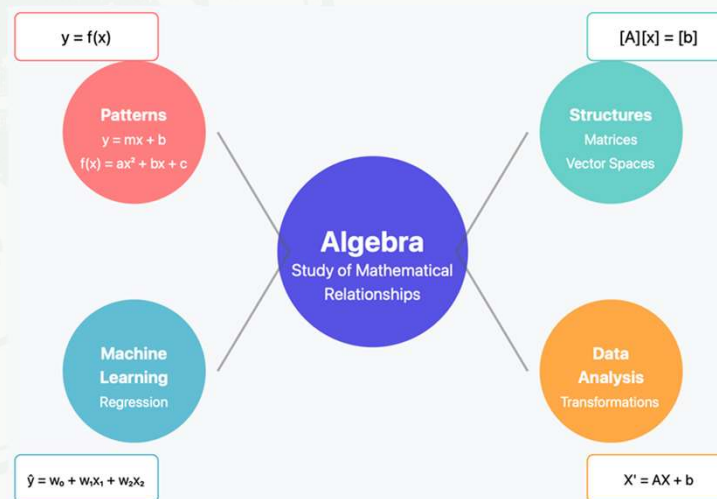 y = f(x)
[A][x] = [b]
Patterns
y = mx + b
f(x) = ax² + bx + c
Structures
Matrices
Vector Spaces
Algebra
Study of Mathematical
Relationships
Machine
Learning
Regression
Data
Analysis
Transformations
ŷ = w₀ + w₁x₁ + w₂x₂
X' = AX + b